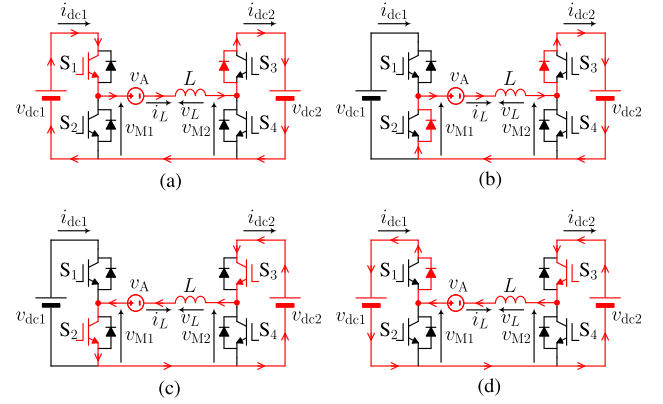 i_dc1 i_dc2 i_dc1 i_dc2
S_1 v_A L S_3 S_1 v_A L S_3
v_dc1 v_dc2 v_dc1 v_dc2
S_2 v_M1 i_L v_L v_M2 S_4 S_2 v_M1 i_L v_L v_M2 S_4
(a) (b)
i_dc1 i_dc2 i_dc1 i_dc2
S_1 v_A L S_3 S_1 v_A L S_3
v_dc1 v_dc2 v_dc1 v_dc2
S_2 v_M1 i_L v_L v_M2 S_4 S_2 v_M1 i_L v_L v_M2 S_4
(c) (d)